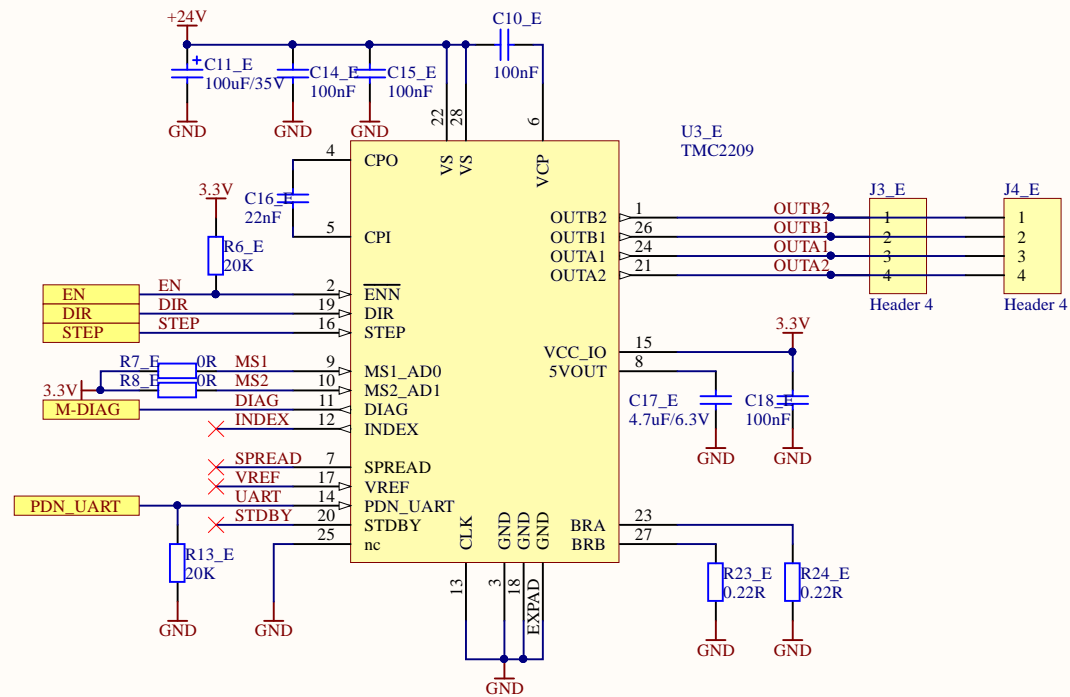 +24V
C10_E
100nF
C11_E
100uF/35V
C14_E
100nF
C15_E
100nF
GND
GND
GND
22
28
6
VS
VS
VCP
U3_E
TMC2209
4
CPO
C16_E
22nF
5
CPI
3.3V
R6_E
20K
EN
EN
2
ENN
DIR
DIR
19
DIR
STEP
STEP
16
STEP
R7_E
0R
MS1
9
MS1_AD0
R8_E
0R
MS2
10
MS2_AD1
3.3V
M-DIAG
DIAG
11
DIAG
INDEX
12
INDEX
SPREAD
7
SPREAD
VREF
17
VREF
PDN_UART
UART
14
PDN_UART
STDBY
20
STDBY
25
nc
R13_E
20K
GND
GND
CLK
GND
GND
GND
13
3
18
EXPAD
GND
OUTB2
1
OUTB2
OUTB1
26
OUTB1
OUTA1
24
OUTA1
OUTA2
21
OUTA2
J3_E
1
2
3
4
Header 4
J4_E
1
2
3
4
Header 4
VCC_IO
15
3.3V
5VOUT
8
C17_E
4.7uF/6.3V
C18_E
100nF
GND
GND
BRA
23
BRB
27
R23_E
0.22R
R24_E
0.22R
GND
GND